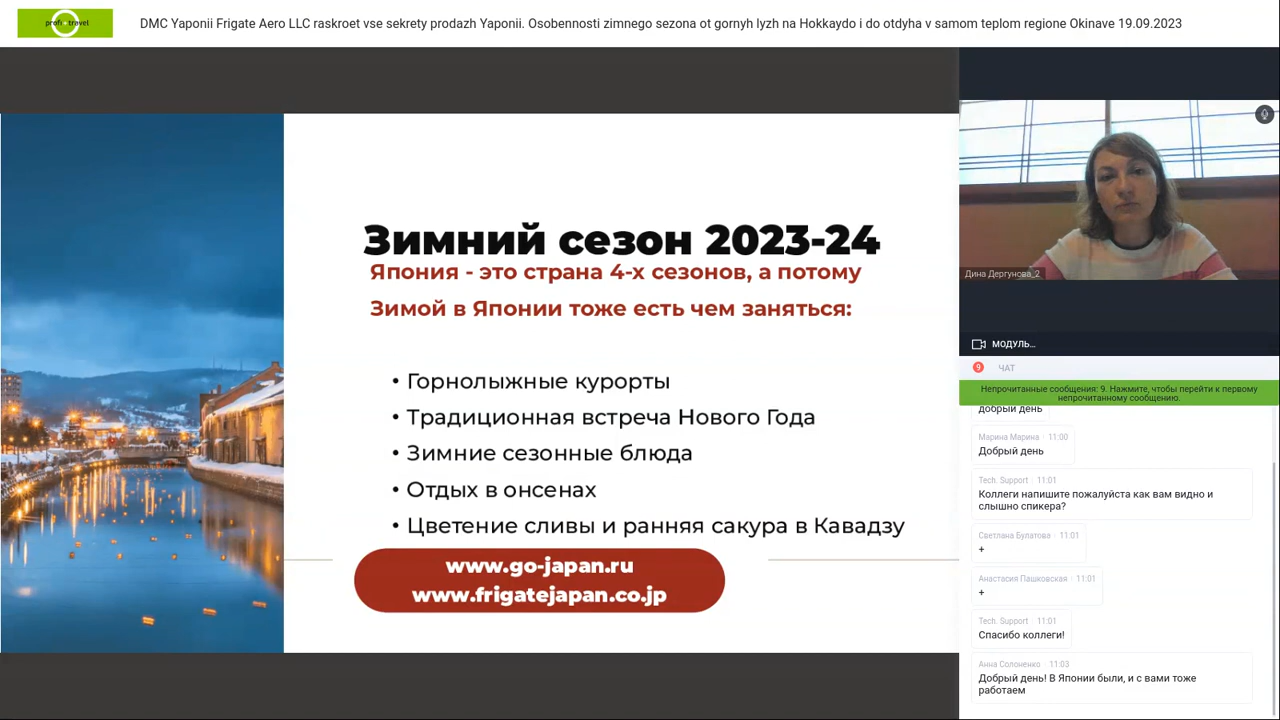 profi travel
DMC Yaponii Frigate Aero LLC raskroet vse sekrety prodazh Yaponii. Osobennosti zimnego sezona ot gornyh lyzh na Hokkaydo i do otdyha v samom teplom regione Okinave 19.09.2023
Зимний сезон 2023-24
Япония - это страна 4-х сезонов, а потому
Зимой в Японии тоже есть чем заняться:
• Горнолыжные курорты
• Традиционная встреча Нового Года
• Зимние сезонные блюда
• Отдых в онсенах
• Цветение сливы и ранняя сакура в Кавадзу
www.go-japan.ru
www.frigatejapan.co.jp
Дина Дергунова_2
МОДУЛЬ…
9 ЧАТ
Непрочитанные сообщения: 9. Нажмите, чтобы перейти к первому
непрочитанному сообщению.
добрый день
Марина Марина 11:00
Добрый день
Tech. Support 11:01
Коллеги напишите пожалуйста как вам видно и
слышно спикера?
Светлана Булатова 11:01
+
Анастасия Пашковская 11:01
+
Tech. Support 11:01
Спасибо коллеги!
Анна Солоненко 11:03
Добрый день! В Японии были, и с вами тоже
работаем